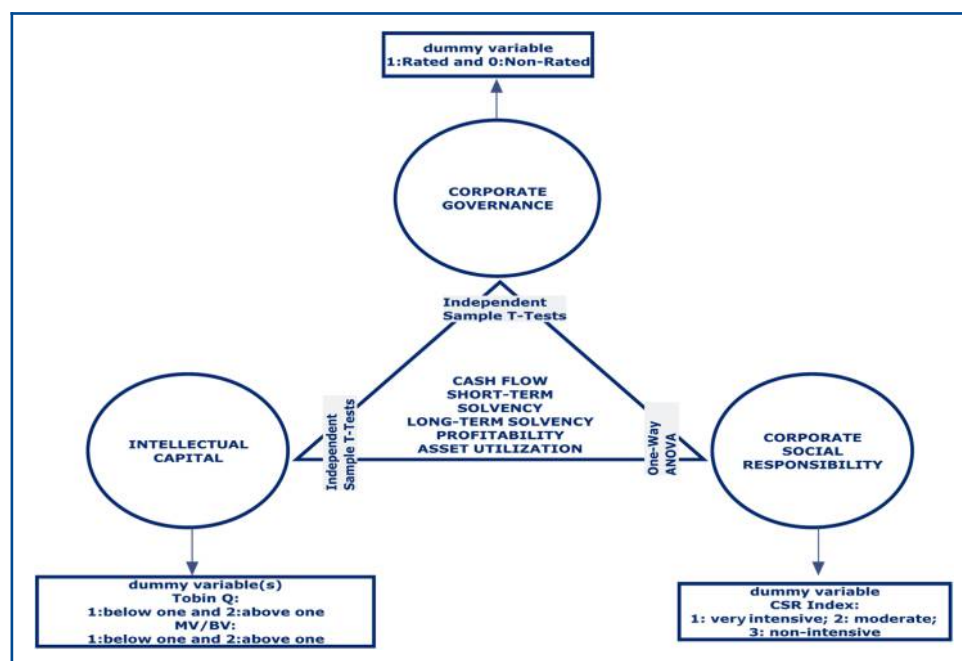 dummy variable
1:Rated and 0:Non-Rated
CORPORATE
GOVERNANCE
Independent
Sample T-Tests
CASH FLOW
SHORT-TERM
SOLVENCY
LONG-TERM SOLVENCY
PROFITABILITY
ASSET UTILIZATION
Independent
Sample T-Tests
One-Way
ANOVA
INTELLECTUAL
CAPITAL
CORPORATE
SOCIAL
RESPONSIBILITY
dummy variable(s)
Tobin Q:
1:below one and 2:above one
MV/BV:
1:below one and 2:above one
dummy variable
CSR Index:
1: very intensive; 2: moderate;
3: non-intensive